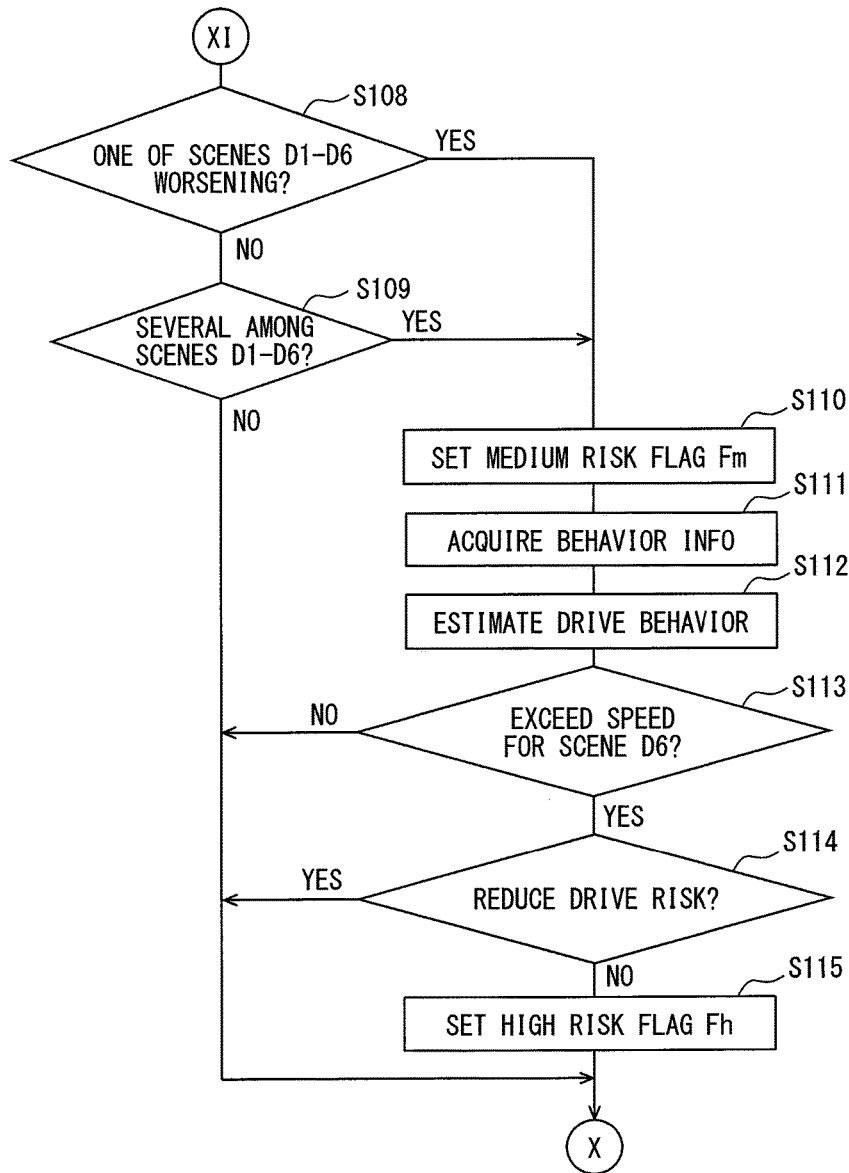 XI
S108
ONE OF SCENES D1-D6
WORSENING?
YES
NO
S109
SEVERAL AMONG
SCENES D1-D6?
YES
NO
S110
SET MEDIUM RISK FLAG Fm
S111
ACQUIRE BEHAVIOR INFO
S112
ESTIMATE DRIVE BEHAVIOR
S113
EXCEED SPEED
FOR SCENE D6?
NO
YES
S114
REDUCE DRIVE RISK?
YES
NO
S115
SET HIGH RISK FLAG Fh
X